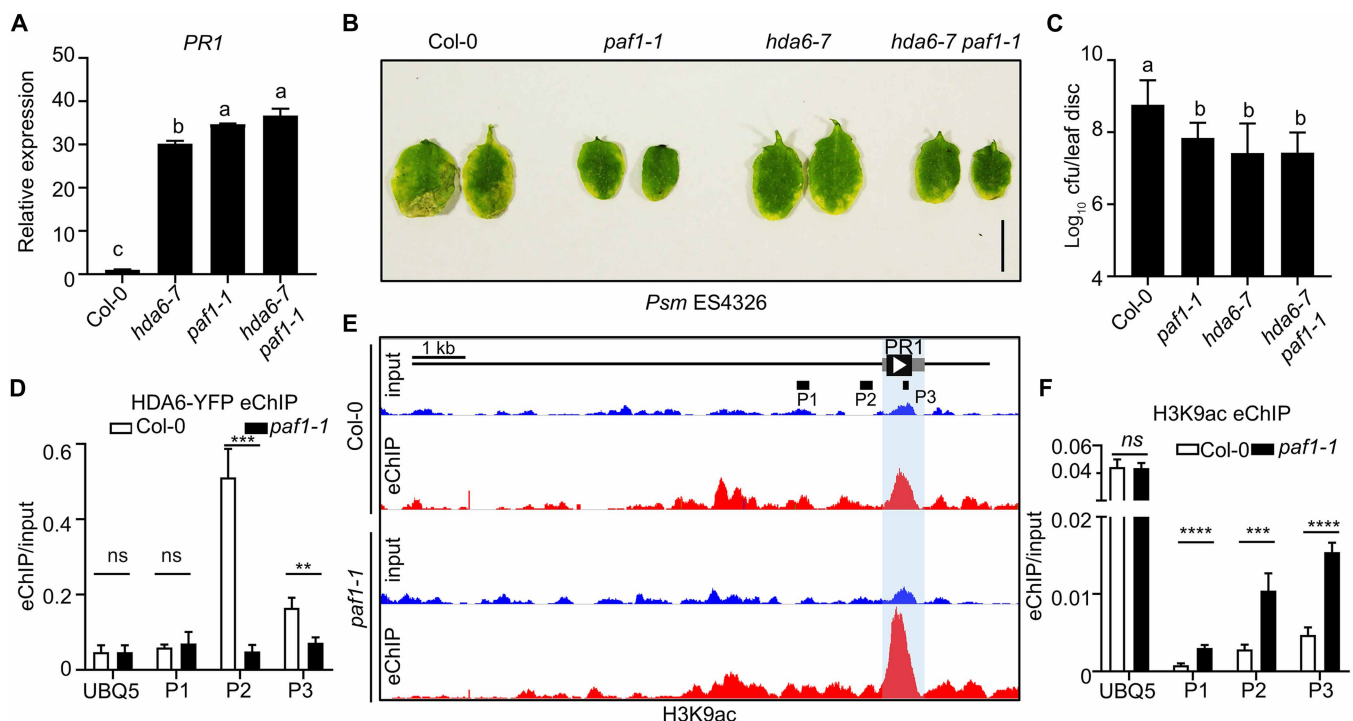 A
PR1
Relative expression
50
40
30
20
10
0
c
b
a
a
Col-0
hda6-7
paf1-1
hda6-7
paf1-1
B
Col-0
paf1-1
hda6-7
hda6-7 paf1-1
Psm ES4326
C
Log10 cfu/leaf disc
10
8
6
4
a
b
b
b
Col-0
paf1-1
hda6-7
hda6-7
paf1-1
D
HDA6-YFP eChIP
Col-0
paf1-1
eChIP/input
0.6
0.4
0.2
0
ns
ns
***
**
UBQ5
P1
P2
P3
E
1 kb
PR1
P1
P2
P3
Col-0
input
eChIP
paf1-1
input
eChIP
H3K9ac
F
H3K9ac eChIP
Col-0
paf1-1
eChIP/input
0.06
0.04
0.02
0.01
0
ns
****
***
****
UBQ5
P1
P2
P3